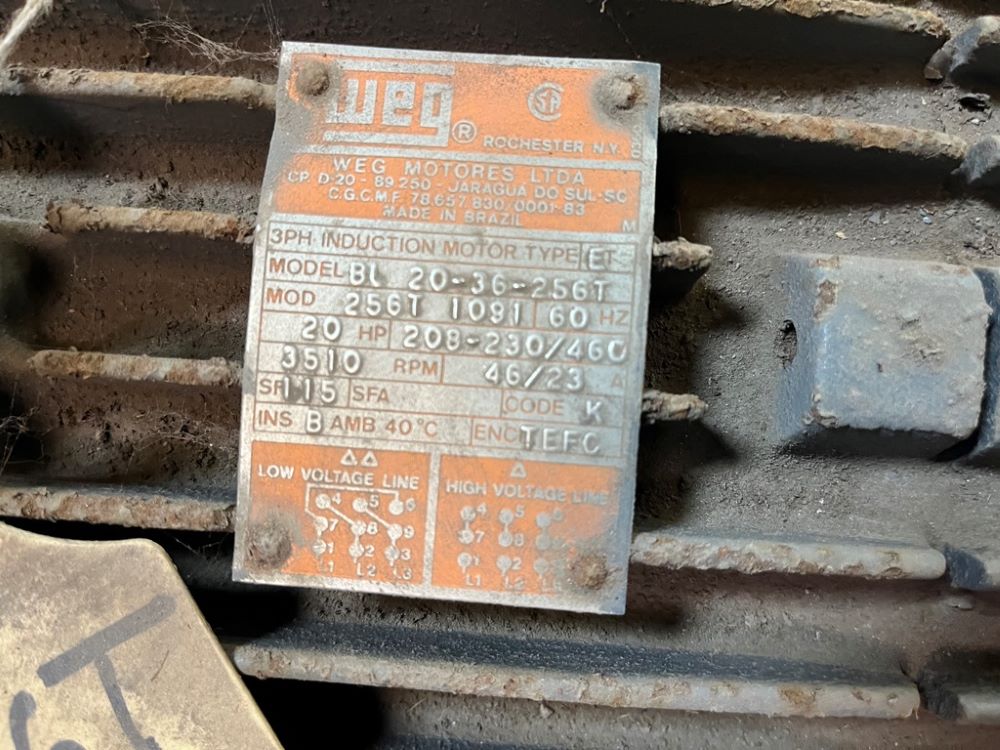 weg
®
ROCHESTER N.Y.
WEG MOTORES LTDA
CP D-20 - 89.250 - JARAGUA DO SUL-SC
C.G.C.M.F. 78.657.830/0001-83
MADE IN BRAZIL
3PH INDUCTION MOTOR TYPE ET
MODEL BL 20-36-256T
MOD 256T 1091 60 HZ
20 HP 208-230/460
3510 RPM 46/23 A
SF 115 SFA CODE K
INS B AMB 40°C ENC TEFC
LOW VOLTAGE LINE
4 5 6
7 8 9
1 2 3
L1 L2 L3
HIGH VOLTAGE LINE
4 5
7 8
1 2
L1 L2